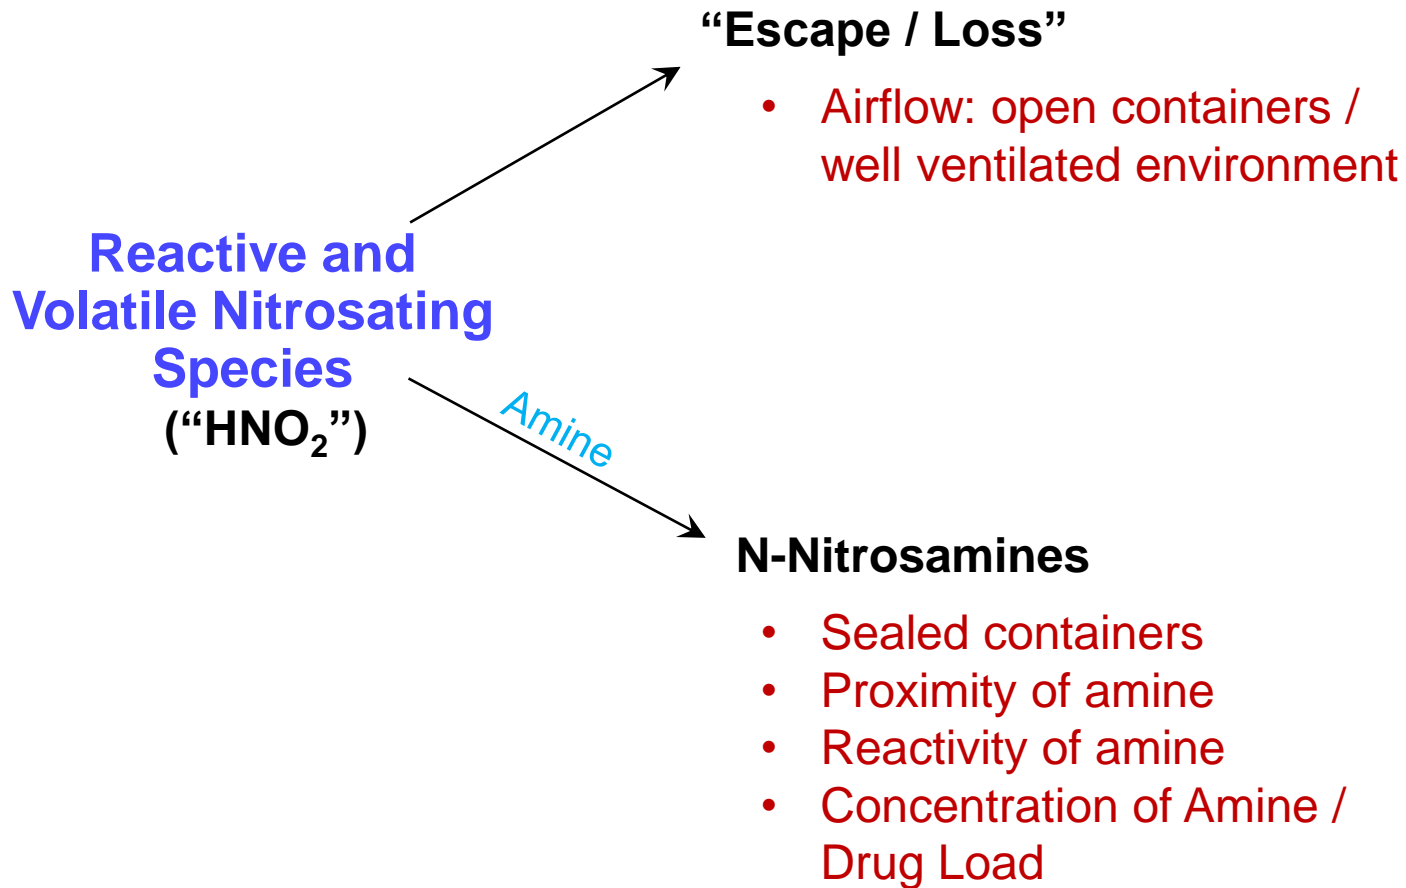 “Escape / Loss”
• Airflow: open containers /
well ventilated environment
Reactive and
Volatile Nitrosating
Species
(“HNO₂”)
Amine
N-Nitrosamines
• Sealed containers
• Proximity of amine
• Reactivity of amine
• Concentration of Amine /
Drug Load